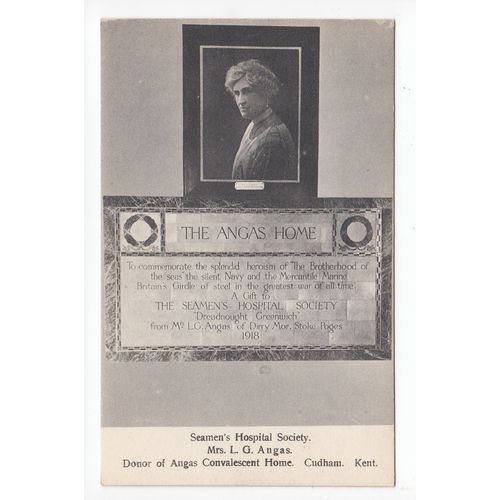 THE ANGAS HOME
To commemorate the splendid heroism of "The Brotherhood of
the seas" the silent Navy and the Mercantile Marine
Britain's Girdle of steel in the greatest war of all time,
A Gift to
THE SEAMEN'S HOSPITAL SOCIETY
"Dreadnought Greenwich"
from Mrs L.G. Angas of Dirry Mor, Stoke Poges
1918
Seamen's Hospital Society.
Mrs. L. G. Angas.
Donor of Angas Convalescent Home. Cudham. Kent.